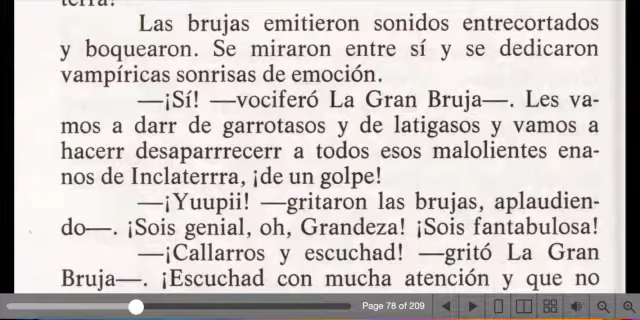 terra!
Las brujas emitieron sonidos entrecortados
y boquearon. Se miraron entre sí y se dedicaron
vampíricas sonrisas de emoción.
—¡Sí! —vociferó La Gran Bruja—. Les va-
mos a darr de garrotasos y de latigasos y vamos a
hacerr desaparrrecerr a todos esos malolientes ena-
nos de Inclaterrra, ¡de un golpe!
—¡Yuupii! —gritaron las brujas, aplaudien-
do—. ¡Sois genial, oh, Grandeza! ¡Sois fantabulosa!
—¡Callarros y escuchad! —gritó La Gran
Bruja—. ¡Escuchad con mucha atención y que no
Page 78 of 209